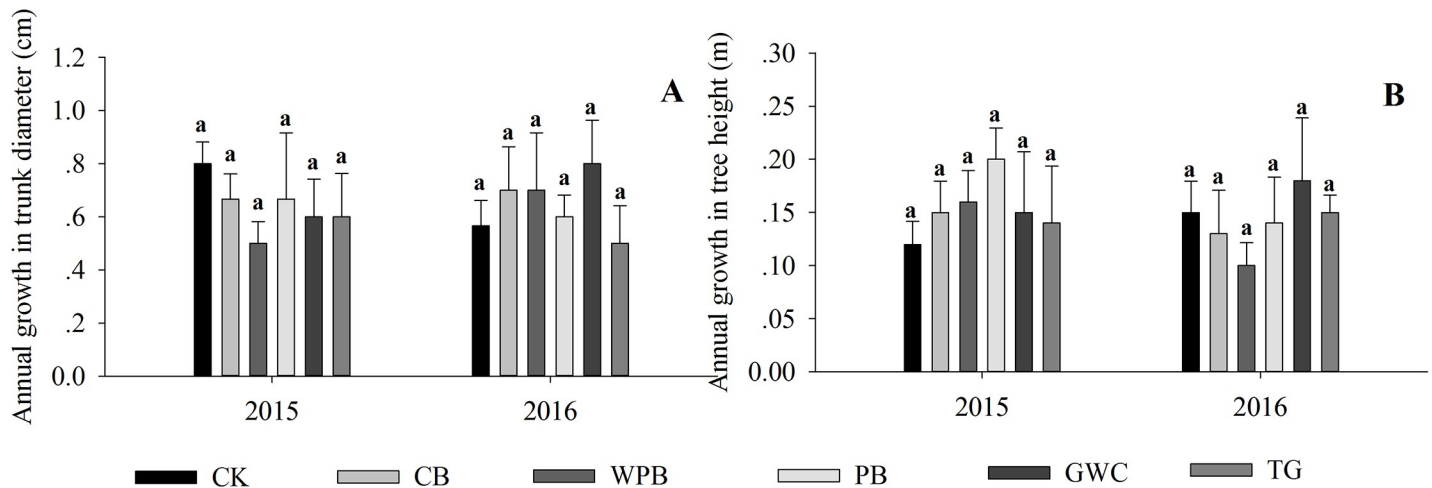 Annual growth in trunk diameter (cm)
1.2
1.0
.8
.6
.4
.2
0.0
a a a a a a
a a a a a a
A
2015 2016
Annual growth in tree height (m)
.30
.25
.20
.15
.10
.05
0.00
a a a a a a
a a a a a a
B
2015 2016
CK CB WPB PB GWC TG